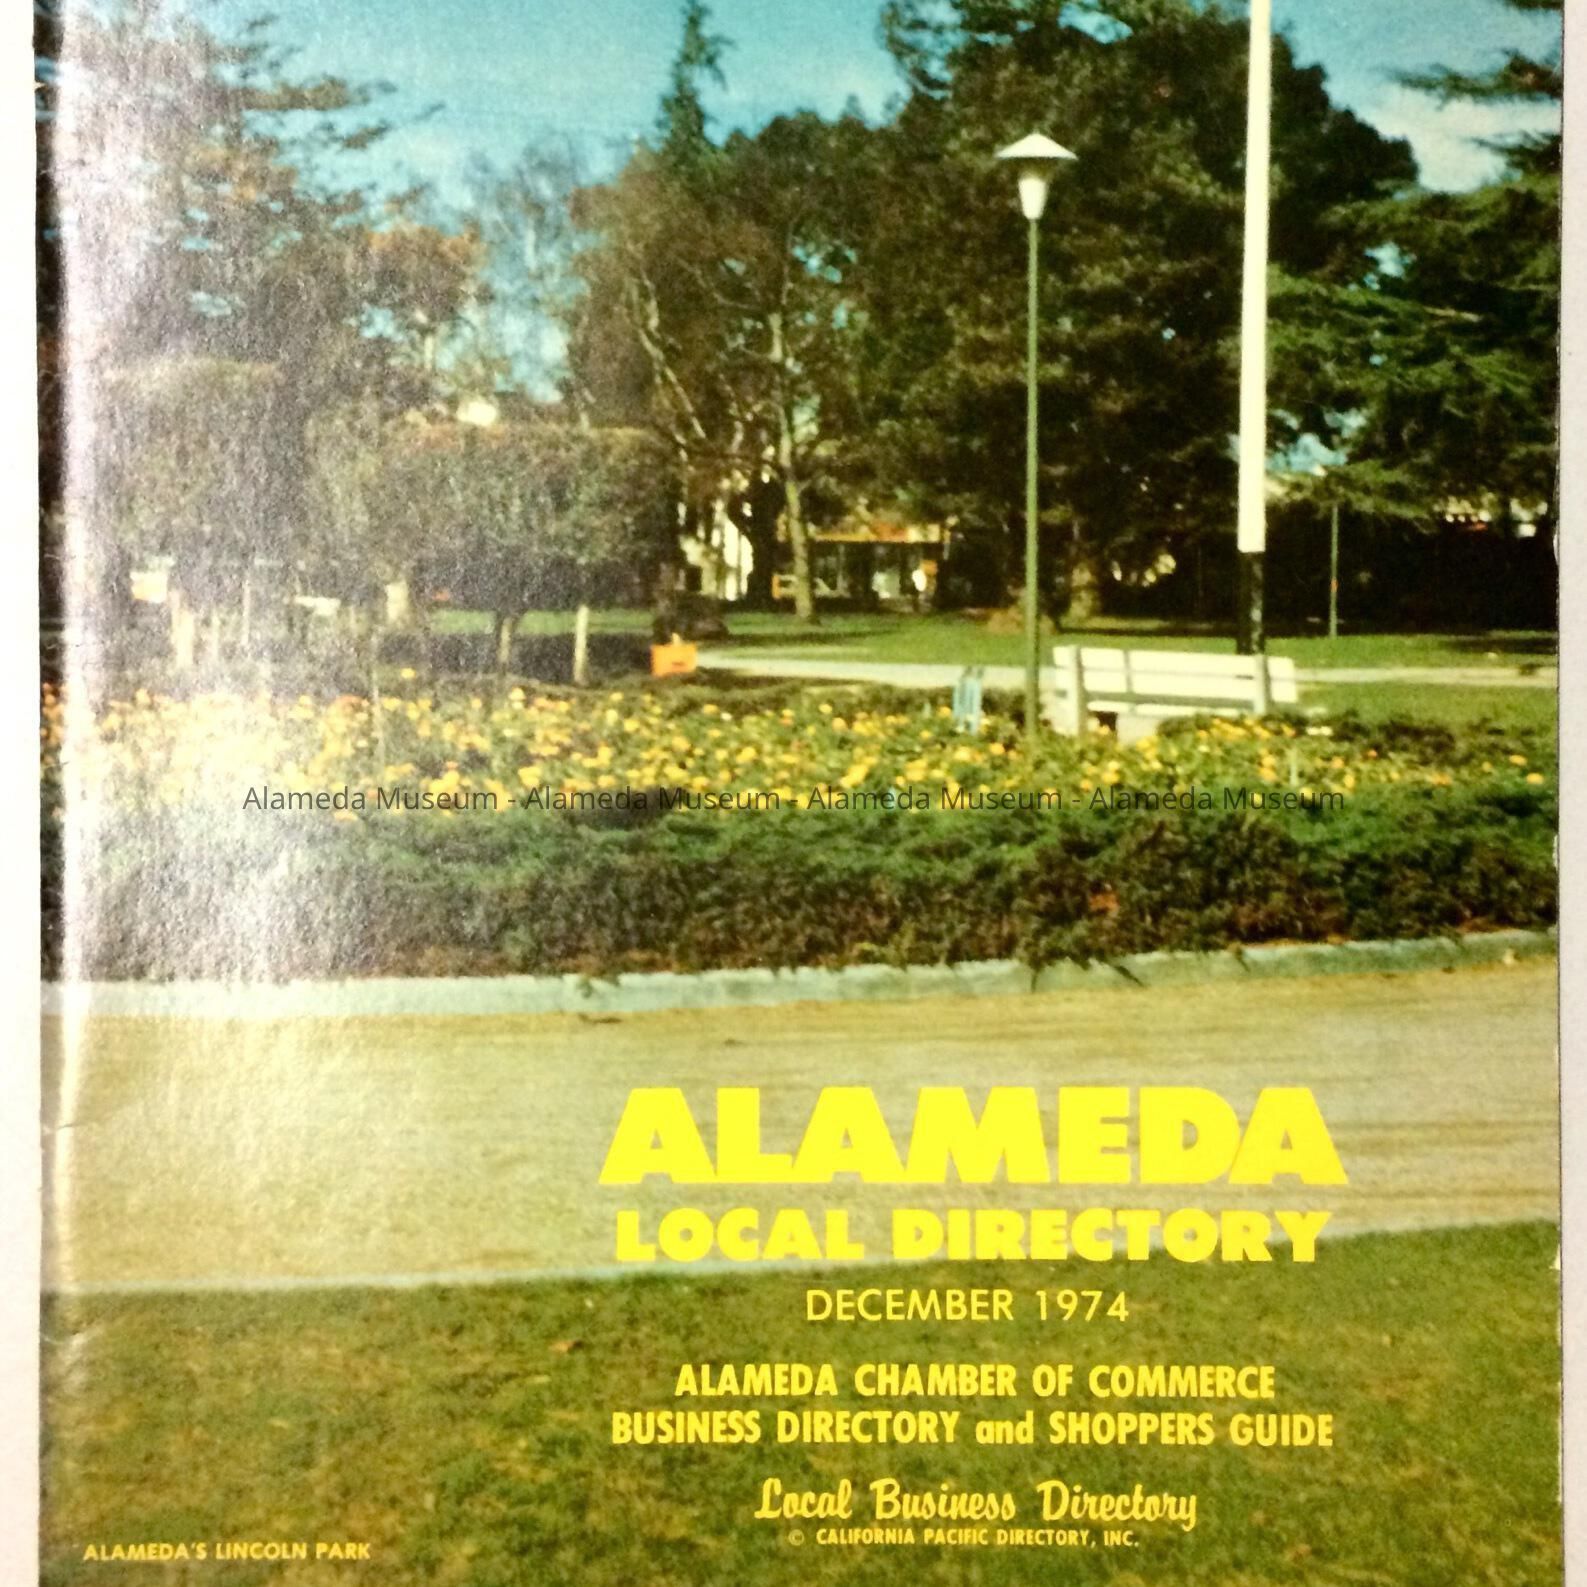 Alameda Museum - Alameda Museum - Alameda Museum - Alameda Museum
ALAMEDA
LOCAL DIRECTORY
DECEMBER 1974
ALAMEDA CHAMBER OF COMMERCE
BUSINESS DIRECTORY and SHOPPERS GUIDE
Local Business Directory
© CALIFORNIA PACIFIC DIRECTORY, INC.
ALAMEDA'S LINCOLN PARK